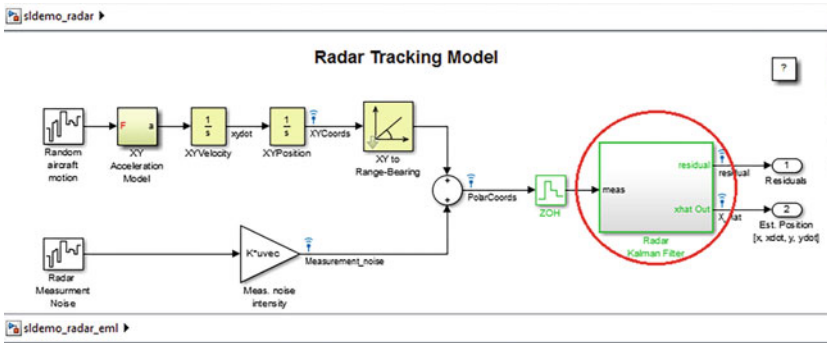 sldemo_radar
Radar Tracking Model
?
Random
aircraft
motion
F a
XY
Acceleration
Model
1
s
XYVelocity
xydot
1
s
XYPosition
XYCoords
XY to
Range-Bearing
+
+
PolarCoords
ZOH
meas
residual
xhat Out
Radar
Kalman Filter
residual
1
Residuals
X_hat
2
Est. Position
[x, xdot, y, ydot]
Radar
Measurment
Noise
K*uvec
Meas. noise
intensity
Measurement_noise
sldemo_radar_eml